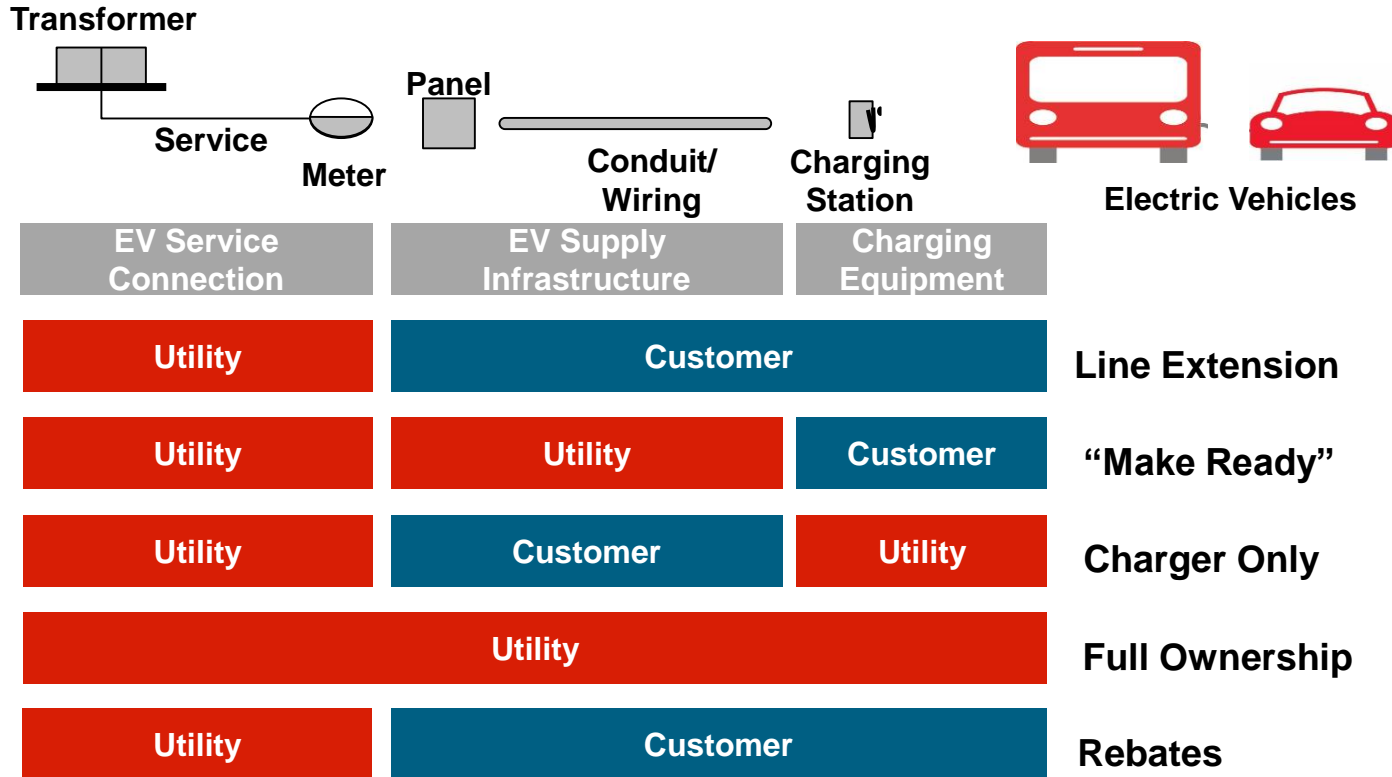 Transformer
Service
Meter
Panel
Conduit/
Wiring
Charging
Station
Electric Vehicles
EV Service
Connection
EV Supply
Infrastructure
Charging
Equipment
Utility
Customer
Line Extension
Utility
Utility
Customer
“Make Ready”
Utility
Customer
Utility
Charger Only
Utility
Full Ownership
Utility
Customer
Rebates